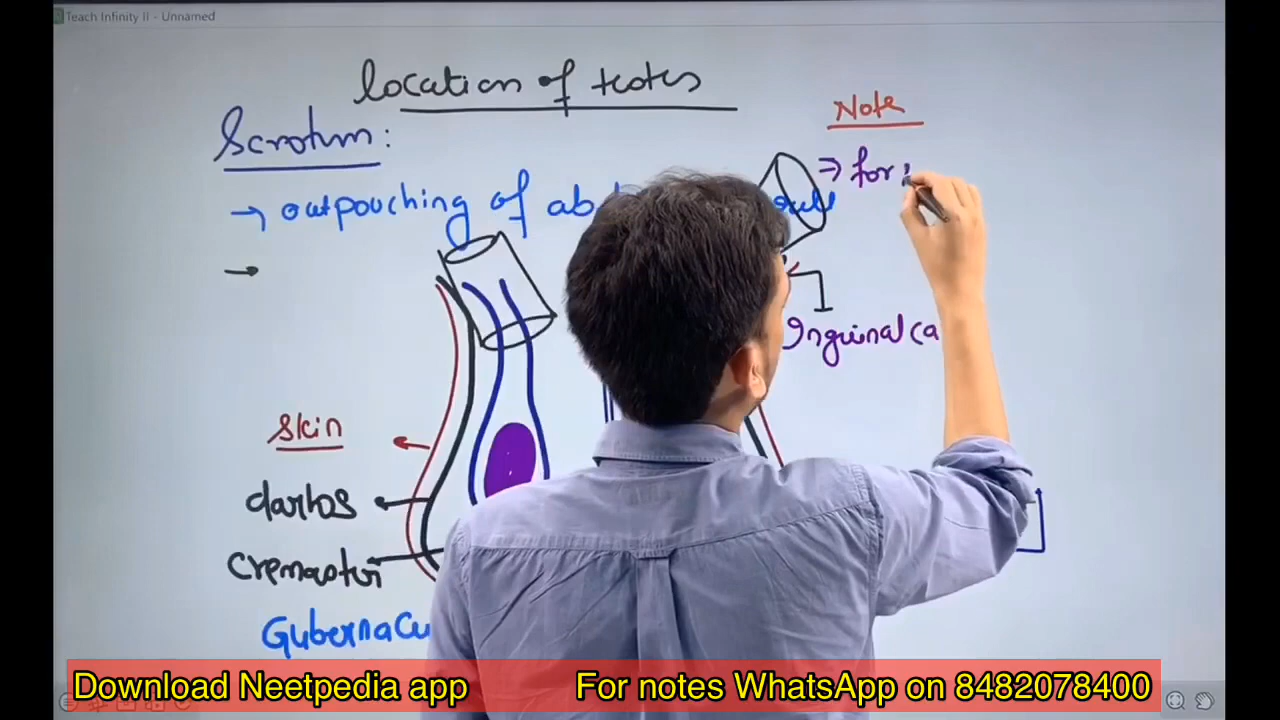 Teach Infinity II - Unnamed
location of testes
Note
Scrotum:
→ for
→ outpouching of ab
→
Inguinal ca
Skin
dartos
cremaster
Gubernacu
Download Neetpedia app
For notes WhatsApp on 8482078400